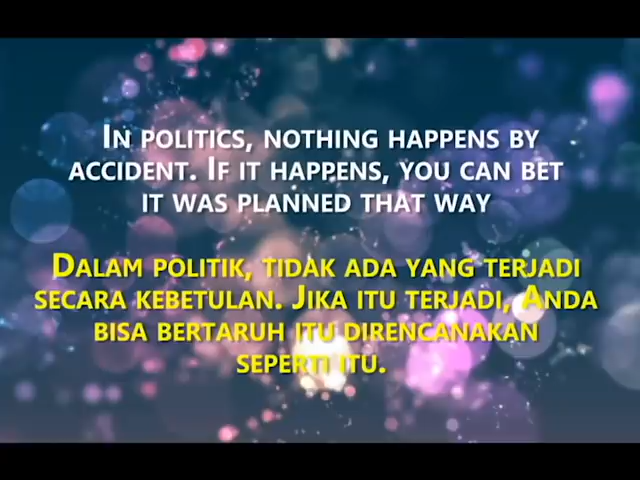 In politics, nothing happens by
accident. If it happens, you can bet
it was planned that way
Dalam politik, tidak ada yang terjadi
secara kebetulan. Jika itu terjadi, Anda
bisa bertaruh itu direncanakan
seperti itu.